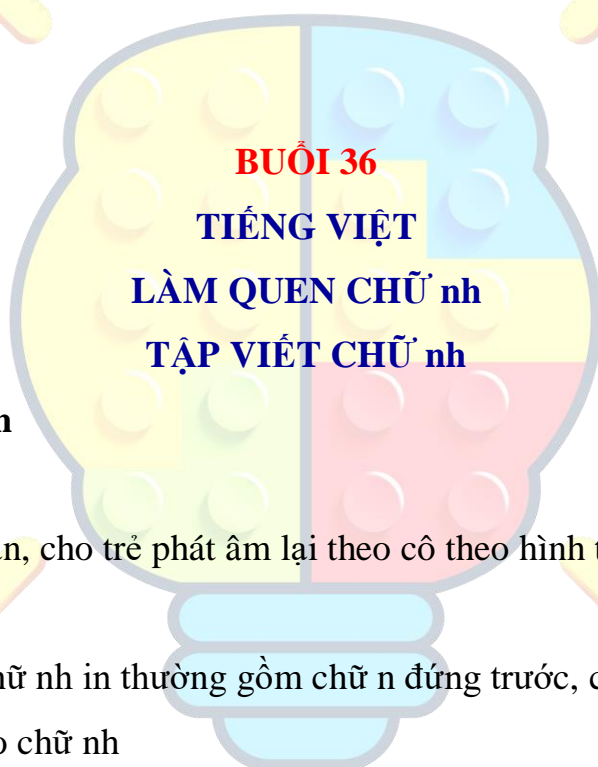 BUỔI 36
TIẾNG VIỆT
LÀM QUEN CHỮ nh
TẬP VIẾT CHỮ nh
cho trẻ phát âm lại theo cô theo hình
nh in thường gồm chữ n đứng trước,
chữ nh